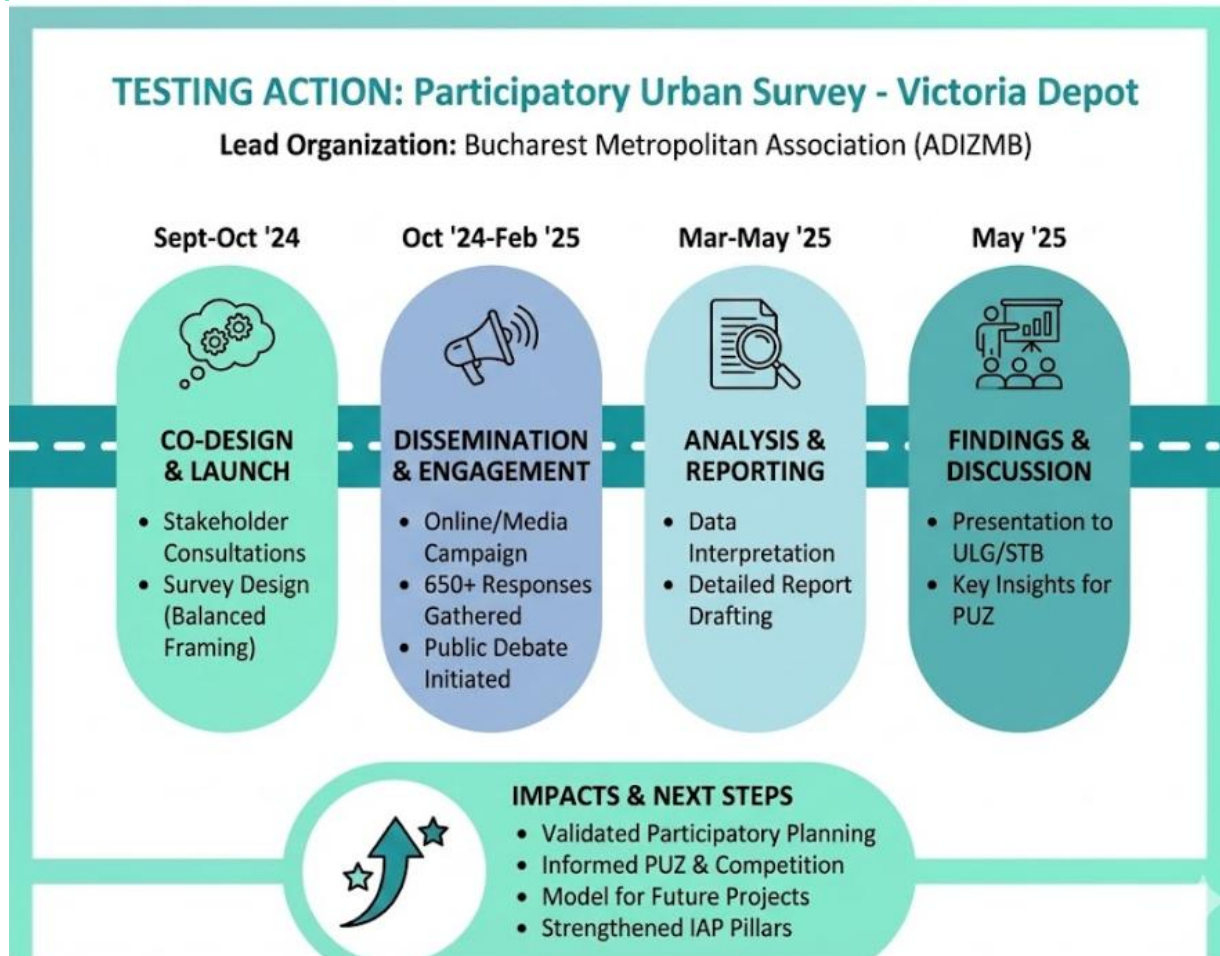 TESTING ACTION: Participatory Urban Survey - Victoria Depot
Lead Organization: Bucharest Metropolitan Association (ADIZMB)
Sept-Oct '24
CO-DESIGN
& LAUNCH
• Stakeholder
Consultations
• Survey Design
(Balanced
Framing)
Oct '24-Feb '25
DISSEMINATION
& ENGAGEMENT
• Online/Media
Campaign
• 650+ Responses
Gathered
• Public Debate
Initiated
Mar-May '25
ANALYSIS &
REPORTING
• Data
Interpretation
• Detailed Report
Drafting
May '25
FINDINGS &
DISCUSSION
• Presentation to
ULG/STB
• Key Insights for
PUZ
IMPACTS & NEXT STEPS
• Validated Participatory Planning
• Informed PUZ & Competition
• Model for Future Projects
• Strengthened IAP Pillars